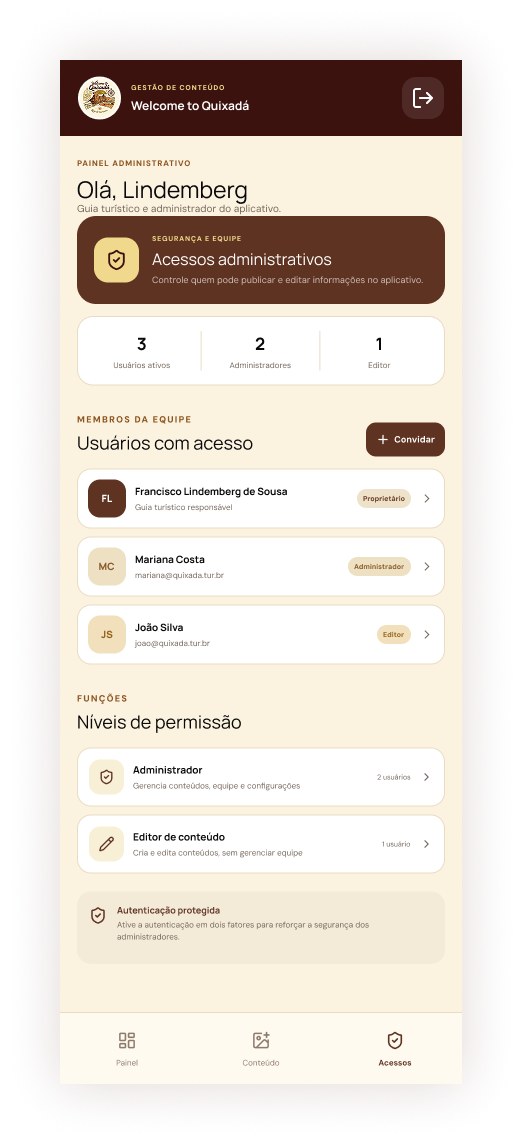 GESTÃO DE CONTEÚDO
Welcome to Quixadá
PAINEL ADMINISTRATIVO
Olá, Lindemberg
Guia turístico e administrador do aplicativo.
SEGURANÇA E EQUIPE
Acessos administrativos
Controle quem pode publicar e editar informações no aplicativo.
3
Usuários ativos
2
Administradores
1
Editor
MEMBROS DA EQUIPE
Usuários com acesso
Convidar
FL
Francisco Lindemberg de Sousa
Guia turístico responsável
Proprietário
MC
Mariana Costa
mariana@quixada.tur.br
Administrador
JS
João Silva
joao@quixada.tur.br
Editor
FUNÇÕES
Níveis de permissão
Administrador
Gerencia conteúdos, equipe e configurações
2 usuários
Editor de conteúdo
Cria e edita conteúdos, sem gerenciar equipe
1 usuário
Autenticação protegida
Ative a autenticação em dois fatores para reforçar a segurança dos
administradores.
Painel
Conteúdo
Acessos